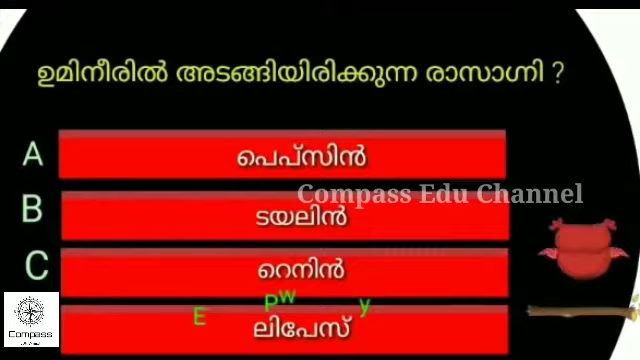 ഉമിനീരിൽ അടങ്ങിയിരിക്കുന്ന രാസാഗ്നി ?
A പെപ്സിൻ
Compass Edu Channel
B ടയലിൻ
C റെനിൻ
E P w y
ലിപേസ്
Compass